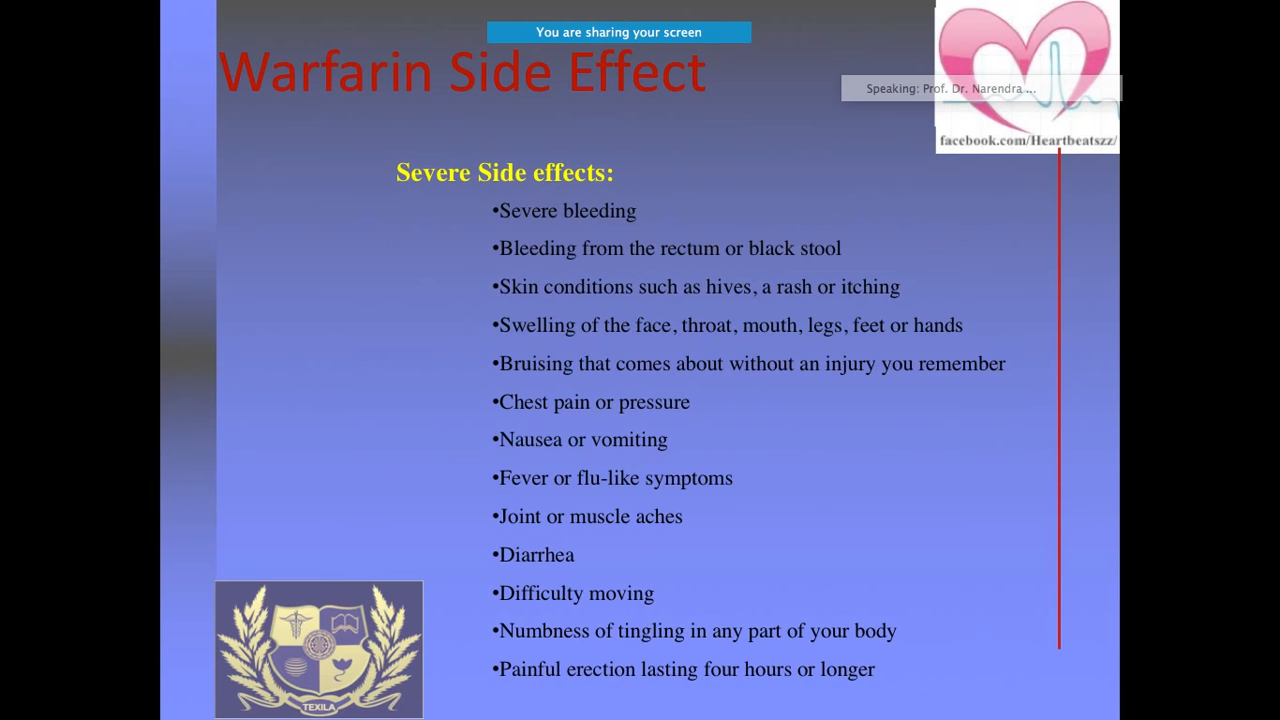 You are sharing your screen
Warfarin Side Effect
Speaking: Prof. Dr. Narendra ...
facebook.com/Heartbeatszz/
Severe Side effects:
•Severe bleeding
•Bleeding from the rectum or black stool
•Skin conditions such as hives, a rash or itching
•Swelling of the face, throat, mouth, legs, feet or hands
•Bruising that comes about without an injury you remember
•Chest pain or pressure
•Nausea or vomiting
•Fever or flu-like symptoms
•Joint or muscle aches
•Diarrhea
•Difficulty moving
•Numbness of tingling in any part of your body
•Painful erection lasting four hours or longer
TEXILA